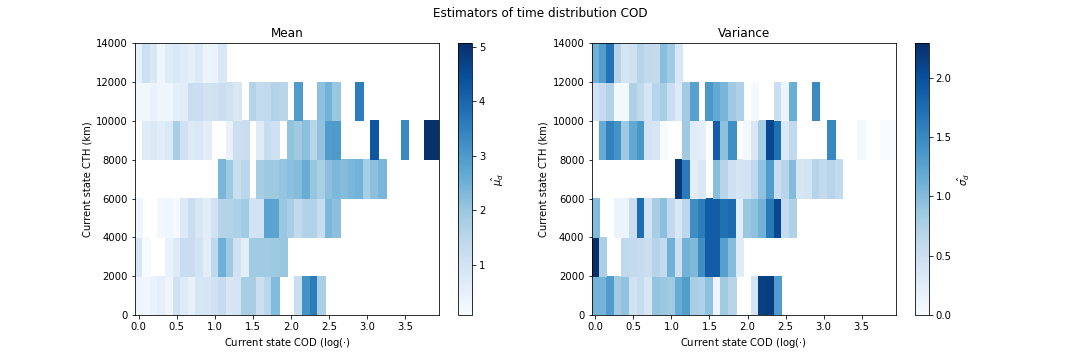 Estimators of time distribution COD
Mean
Variance
14000
12000
10000
8000
6000
4000
2000
0
Current state CTH (km)
0.0 0.5 1.0 1.5 2.0 2.5 3.0 3.5
Current state COD (log(·)
5
4
3
2
1
μ̂_d
14000
12000
10000
8000
6000
4000
2000
0
Current state CTH (km)
0.0 0.5 1.0 1.5 2.0 2.5 3.0 3.5
Current state COD (log(·)
2.0
1.5
1.0
0.5
0.0
σ̂_d